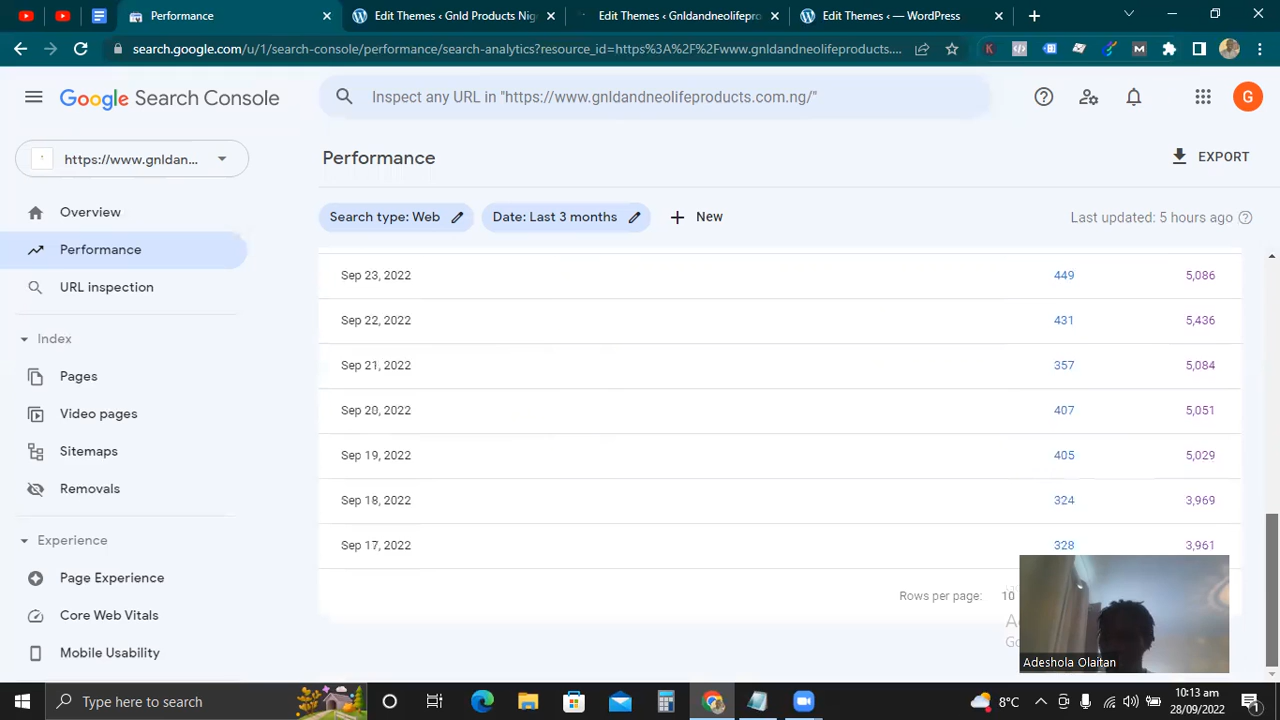 Performance
Edit Themes ‹ Gnld Products Nig
Edit Themes ‹ Gnldandneolifepro
Edit Themes ‹ — WordPress
search.google.com/u/1/search-console/performance/search-analytics?resource_id=https%3A%2F%2Fwww.gnldandneolifeproducts....
Google Search Console
Inspect any URL in "https://www.gnldandneolifeproducts.com.ng/"
G
https://www.gnldan...
Performance
EXPORT
Overview
Search type: Web
Date: Last 3 months
New
Last updated: 5 hours ago
Performance
URL inspection
Index
Pages
Video pages
Sitemaps
Removals
Experience
Page Experience
Core Web Vitals
Mobile Usability
Sep 23, 2022 449 5,086
Sep 22, 2022 431 5,436
Sep 21, 2022 357 5,084
Sep 20, 2022 407 5,051
Sep 19, 2022 405 5,029
Sep 18, 2022 324 3,969
Sep 17, 2022 328 3,961
Rows per page: 10
Adeshola Olaitan
Type here to search
8°C
10:13 am
28/09/2022
1